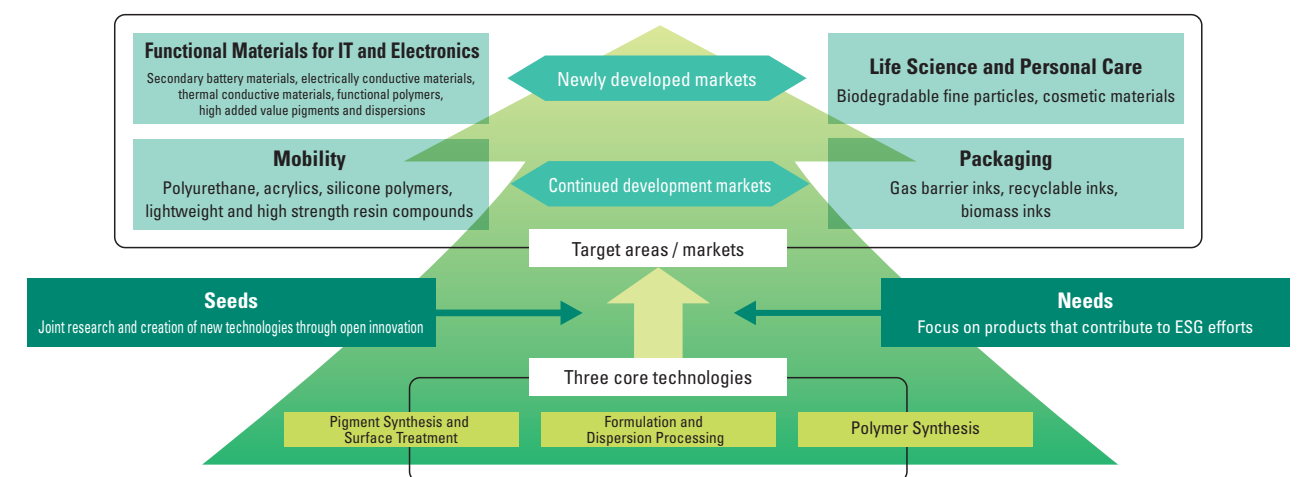 Functional Materials for IT and Electronics
Secondary battery materials, electrically conductive materials,
thermal conductive materials, functional polymers,
high added value pigments and dispersions
Newly developed markets
Life Science and Personal Care
Biodegradable fine particles, cosmetic materials
Mobility
Polyurethane, acrylics, silicone polymers,
lightweight and high strength resin compounds
Continued development markets
Packaging
Gas barrier inks, recyclable inks,
biomass inks
Target areas / markets
Seeds
Joint research and creation of new technologies through open innovation
Needs
Focus on products that contribute to ESG efforts
Three core technologies
Pigment Synthesis and
Surface Treatment
Formulation and
Dispersion Processing
Polymer Synthesis